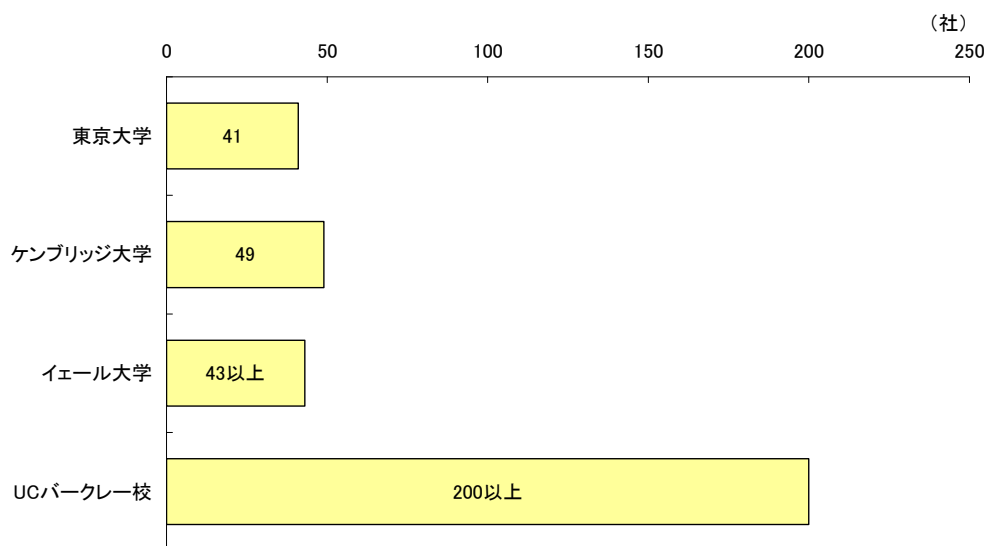 （社）
0 50 100 150 200 250
東京大学 41
ケンブリッジ大学 49
イェール大学 43以上
UCバークレー校 200以上